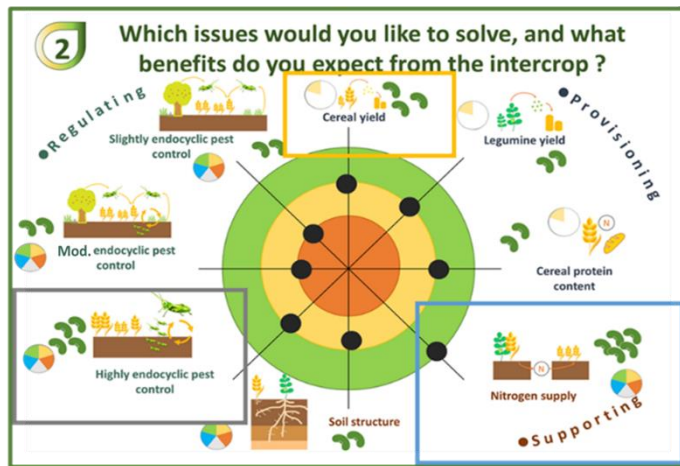 2
Which issues would you like to solve, and what
benefits do you expect from the intercrop ?
Regulating
Provisioning
Cereal yield
Slightly endocyclic pest
control
Legumine yield
Mod. endocyclic pest
control
N
Cereal protein
content
Highly endocyclic pest
control
N
Nitrogen supply
Soil structure
Supporting